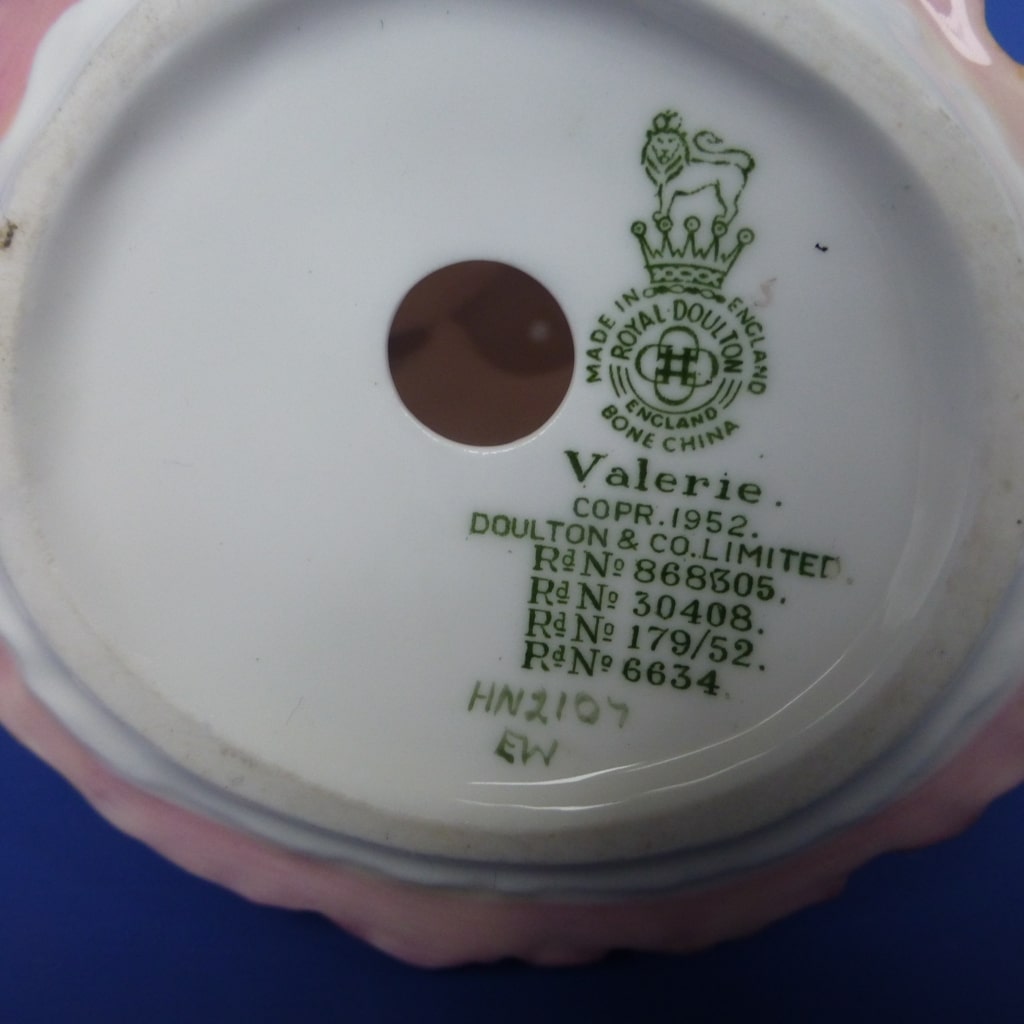 MADE IN ENGLAND
ROYAL DOULTON
ENGLAND
BONE CHINA
Valerie.
COPR. 1952.
DOULTON & CO. LIMITED.
Rd No 868305.
Rd No 30408.
Rd No 179/52.
Rd No 6634.
HN2107
EW